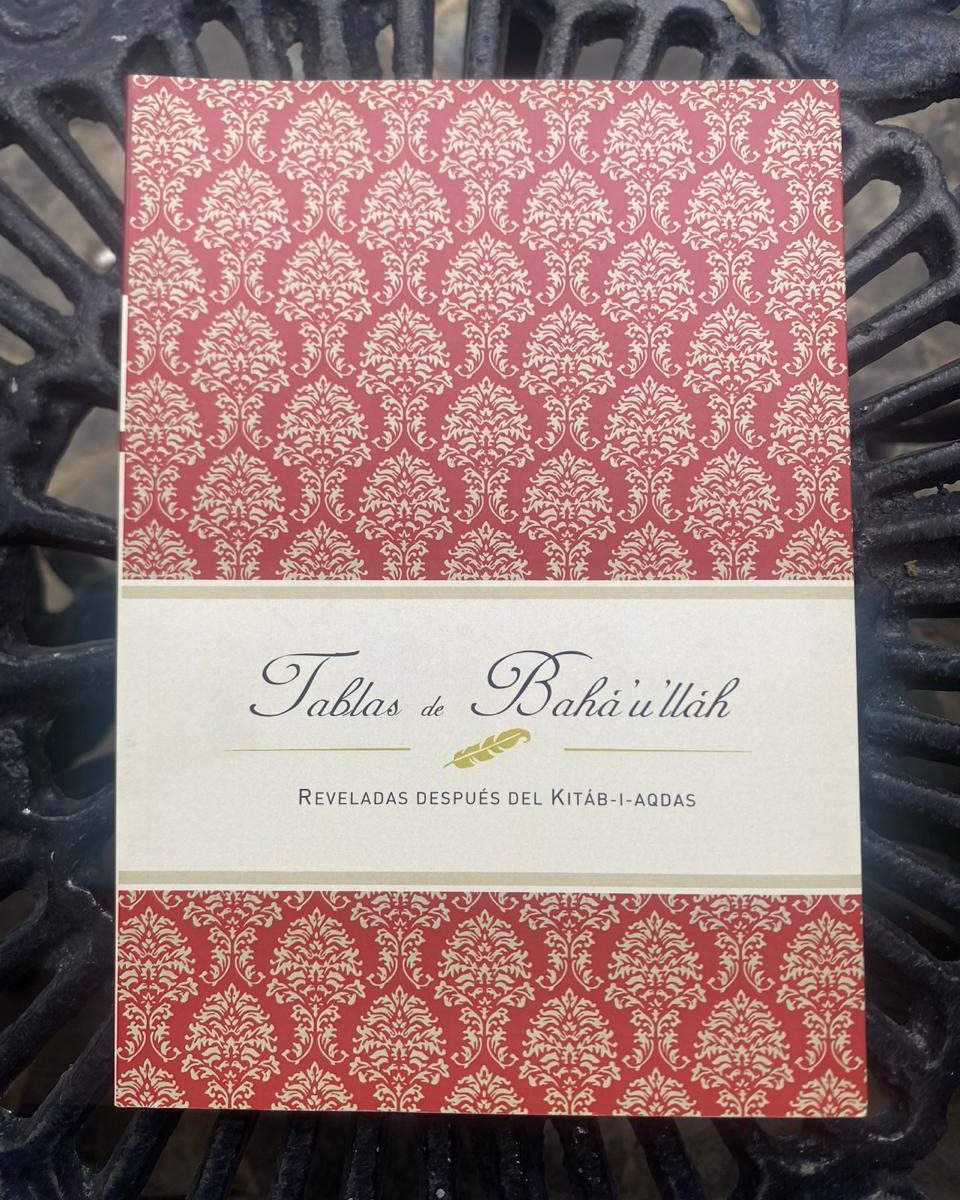 Tablas de Bahá'u'lláh
Reveladas después del Kitáb-i-aqdas